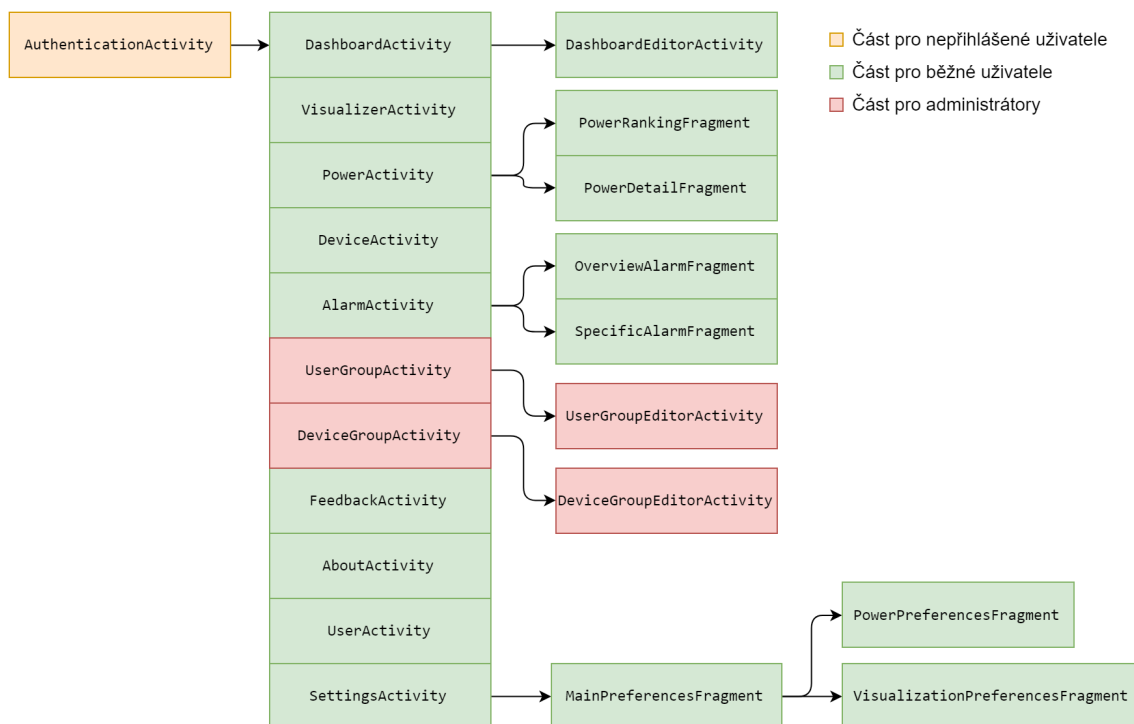 AuthenticationActivity
DashboardActivity
DashboardEditorActivity
Část pro nepřihlášené uživatele
Část pro běžné uživatele
Část pro administrátory
VisualizerActivity
PowerActivity
PowerRankingFragment
PowerDetailFragment
DeviceActivity
AlarmActivity
OverviewAlarmFragment
SpecificAlarmFragment
UserGroupActivity
UserGroupEditorActivity
DeviceGroupActivity
DeviceGroupEditorActivity
FeedbackActivity
AboutActivity
UserActivity
SettingsActivity
MainPreferencesFragment
PowerPreferencesFragment
VisualizationPreferencesFragment